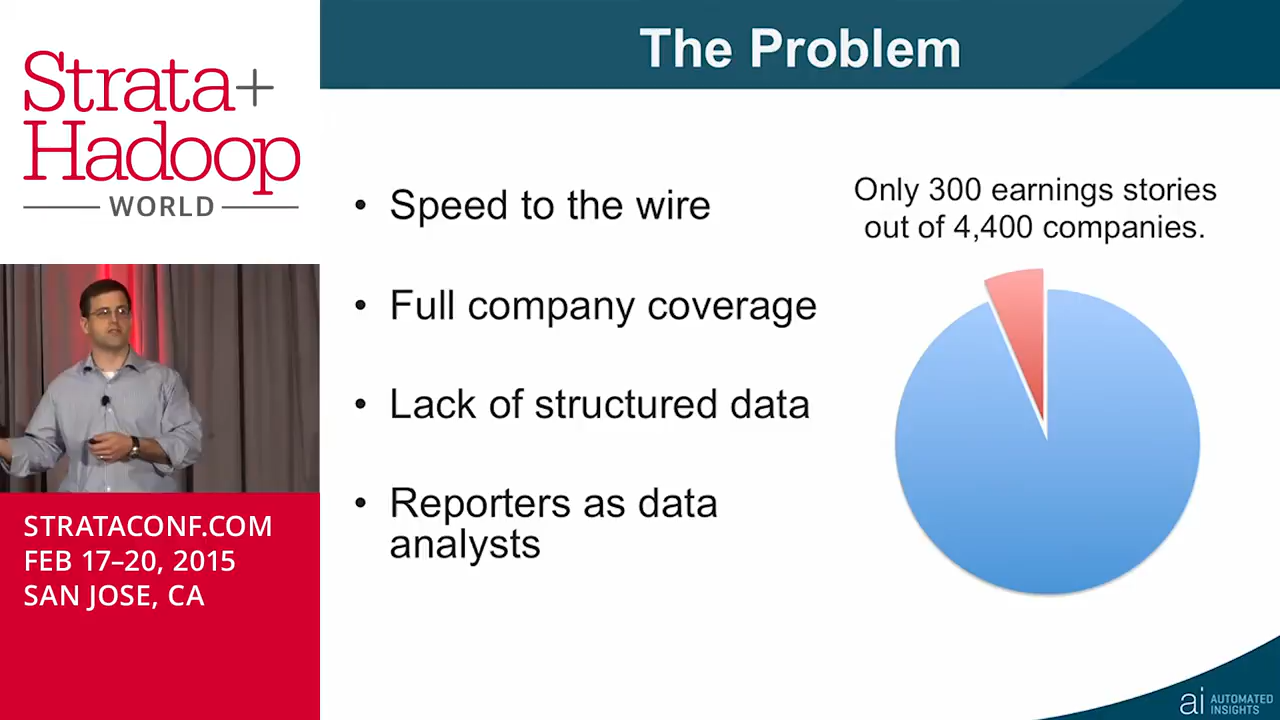 Strata+
Hadoop
WORLD
STRATACONF.COM
FEB 17–20, 2015
SAN JOSE, CA
The Problem
• Speed to the wire
• Full company coverage
• Lack of structured data
• Reporters as data
analysts
Only 300 earnings stories
out of 4,400 companies.
ai AUTOMATED
INSIGHTS